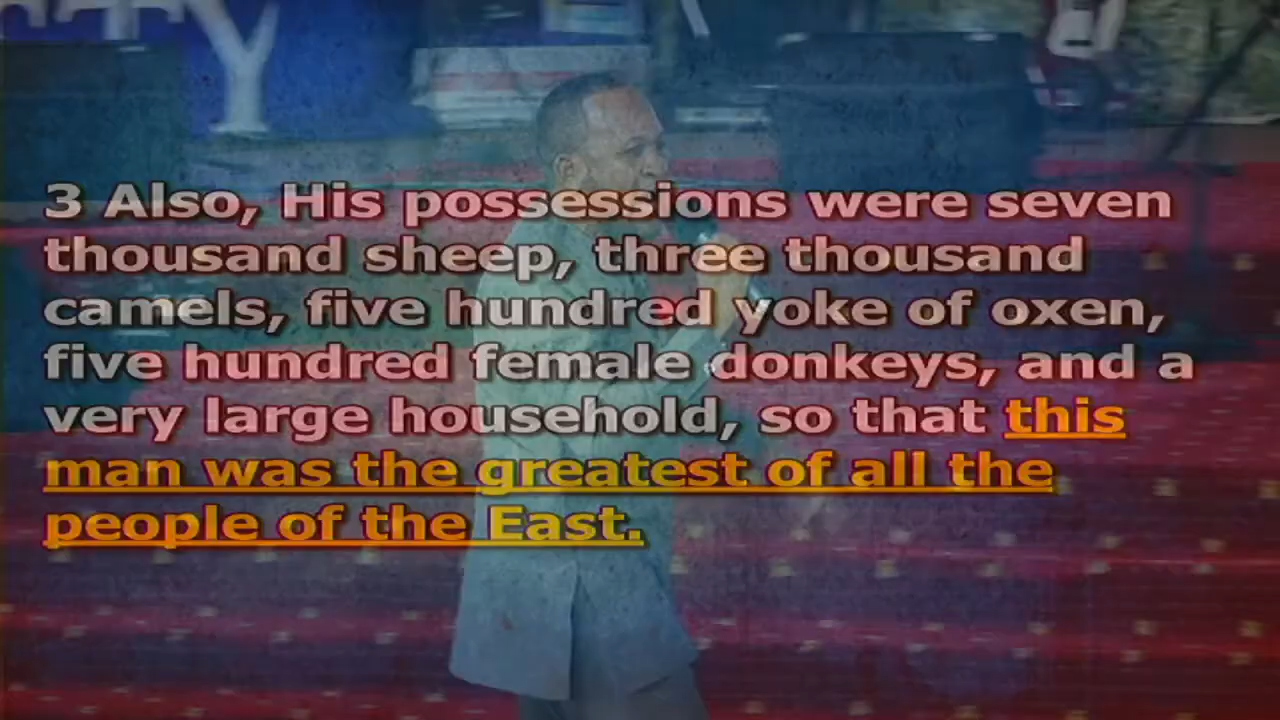 TY
3 Also, His possessions were seven
thousand sheep, three thousand
camels, five hundred yoke of oxen,
five hundred female donkeys, and a
very large household, so that this
man was the greatest of all the
people of the East.